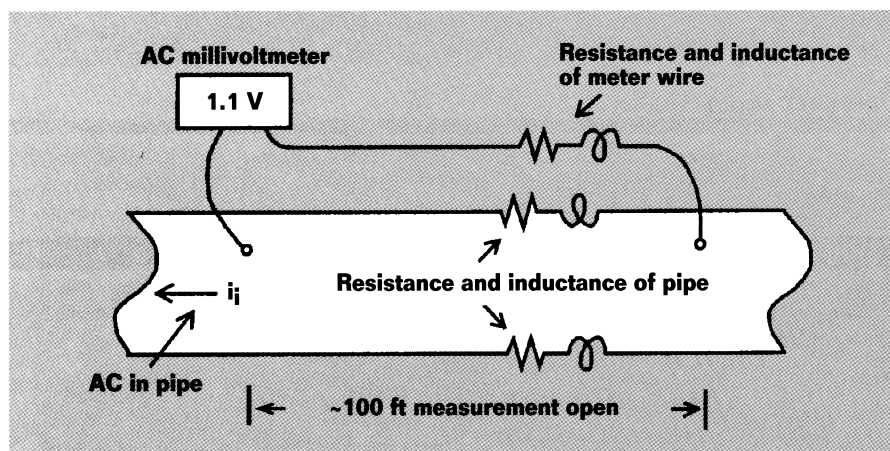 AC millivoltmeter
1.1 V
Resistance and inductance
of meter wire
Resistance and inductance of pipe
ii
AC in pipe
~100 ft measurement open